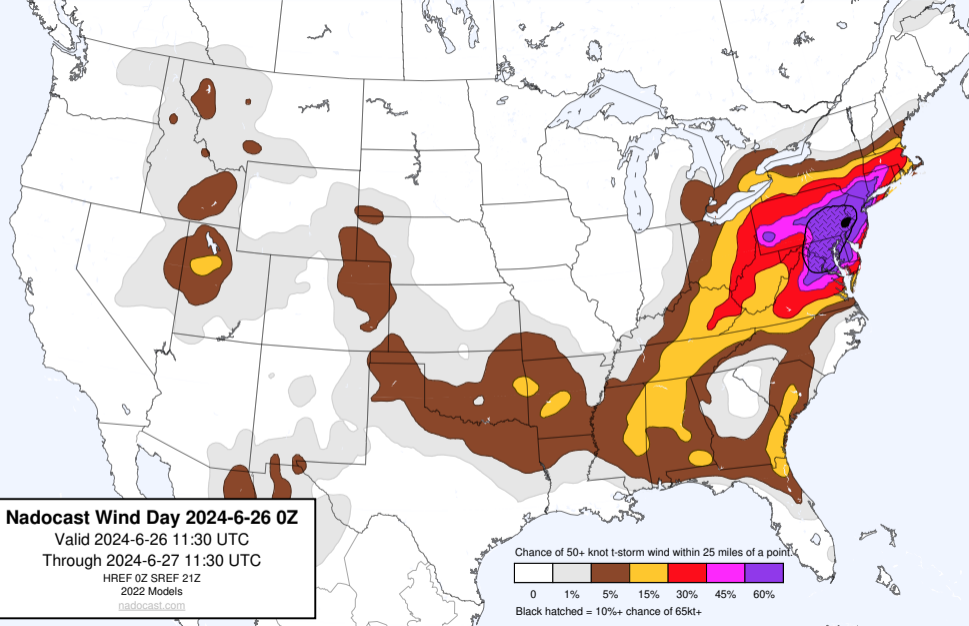 Nadocast Wind Day 2024-6-26 0Z
Valid 2024-6-26 11:30 UTC
Through 2024-6-27 11:30 UTC
HREF 0Z SREF 21Z
2022 Models
nadocast.com
Chance of 50+ knot t-storm wind within 25 miles of a point.
0 1% 5% 15% 30% 45% 60%
Black hatched = 10%+ chance of 65kt+